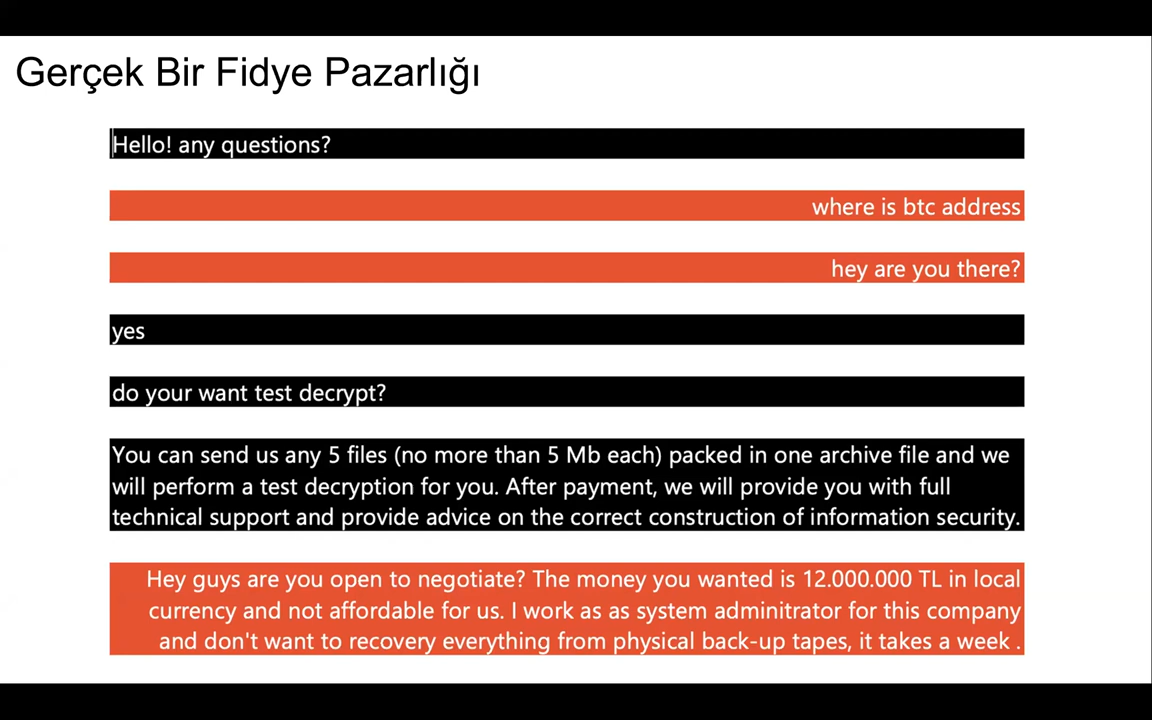 Gerçek Bir Fidye Pazarlığı
Hello! any questions?
where is btc address
hey are you there?
yes
do your want test decrypt?
You can send us any 5 files (no more than 5 Mb each) packed in one archive file and we
will perform a test decryption for you. After payment, we will provide you with full
technical support and provide advice on the correct construction of information security.
Hey guys are you open to negotiate? The money you wanted is 12.000.000 TL in local
currency and not affordable for us. I work as as system adminitrator for this company
and don't want to recovery everything from physical back-up tapes, it takes a week .